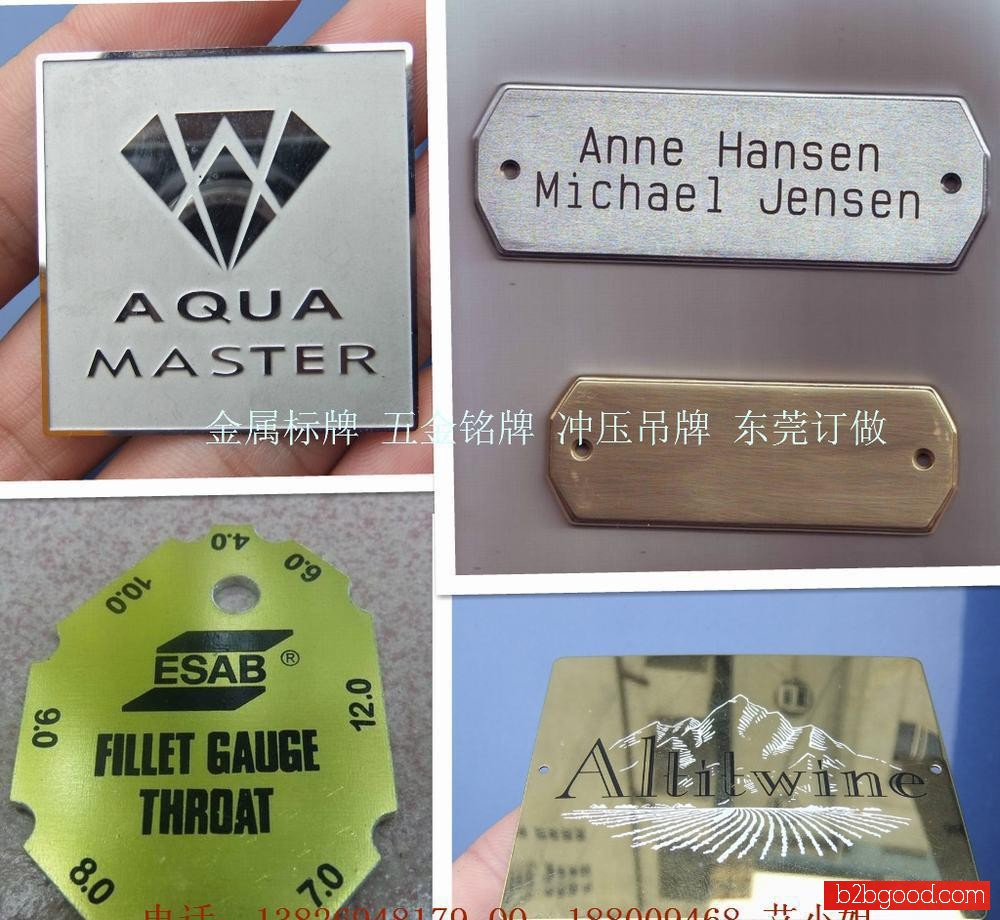 AQUA
MASTER
Anne Hansen
Michael Jensen
金属标牌 五金铭牌 冲压吊牌 东莞订做
4.0
6.0
10.0
ESAB®
12.0
9.0
FILLET GAUGE
THROAT
8.0
7.0
Altitwine
b2bgood.com